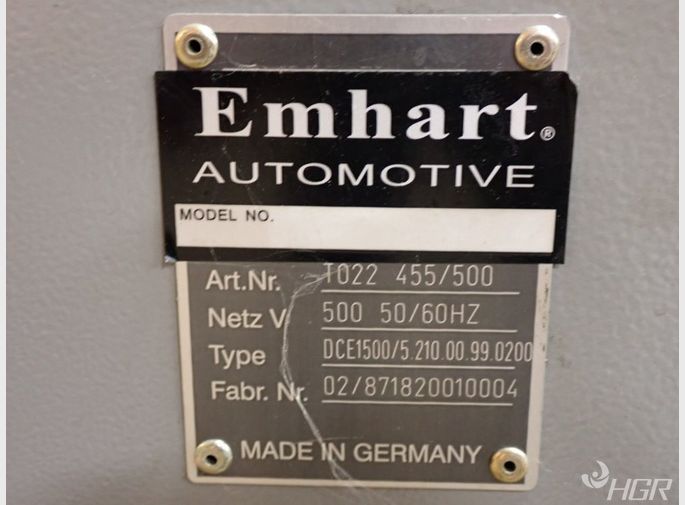 Emhart®
AUTOMOTIVE
MODEL NO.
Art.Nr. T022 455/500
Netz V 500 50/60HZ
Type DCE1500/5.210.00.99.0200
Fabr. Nr. 02/871820010004
MADE IN GERMANY
HGR